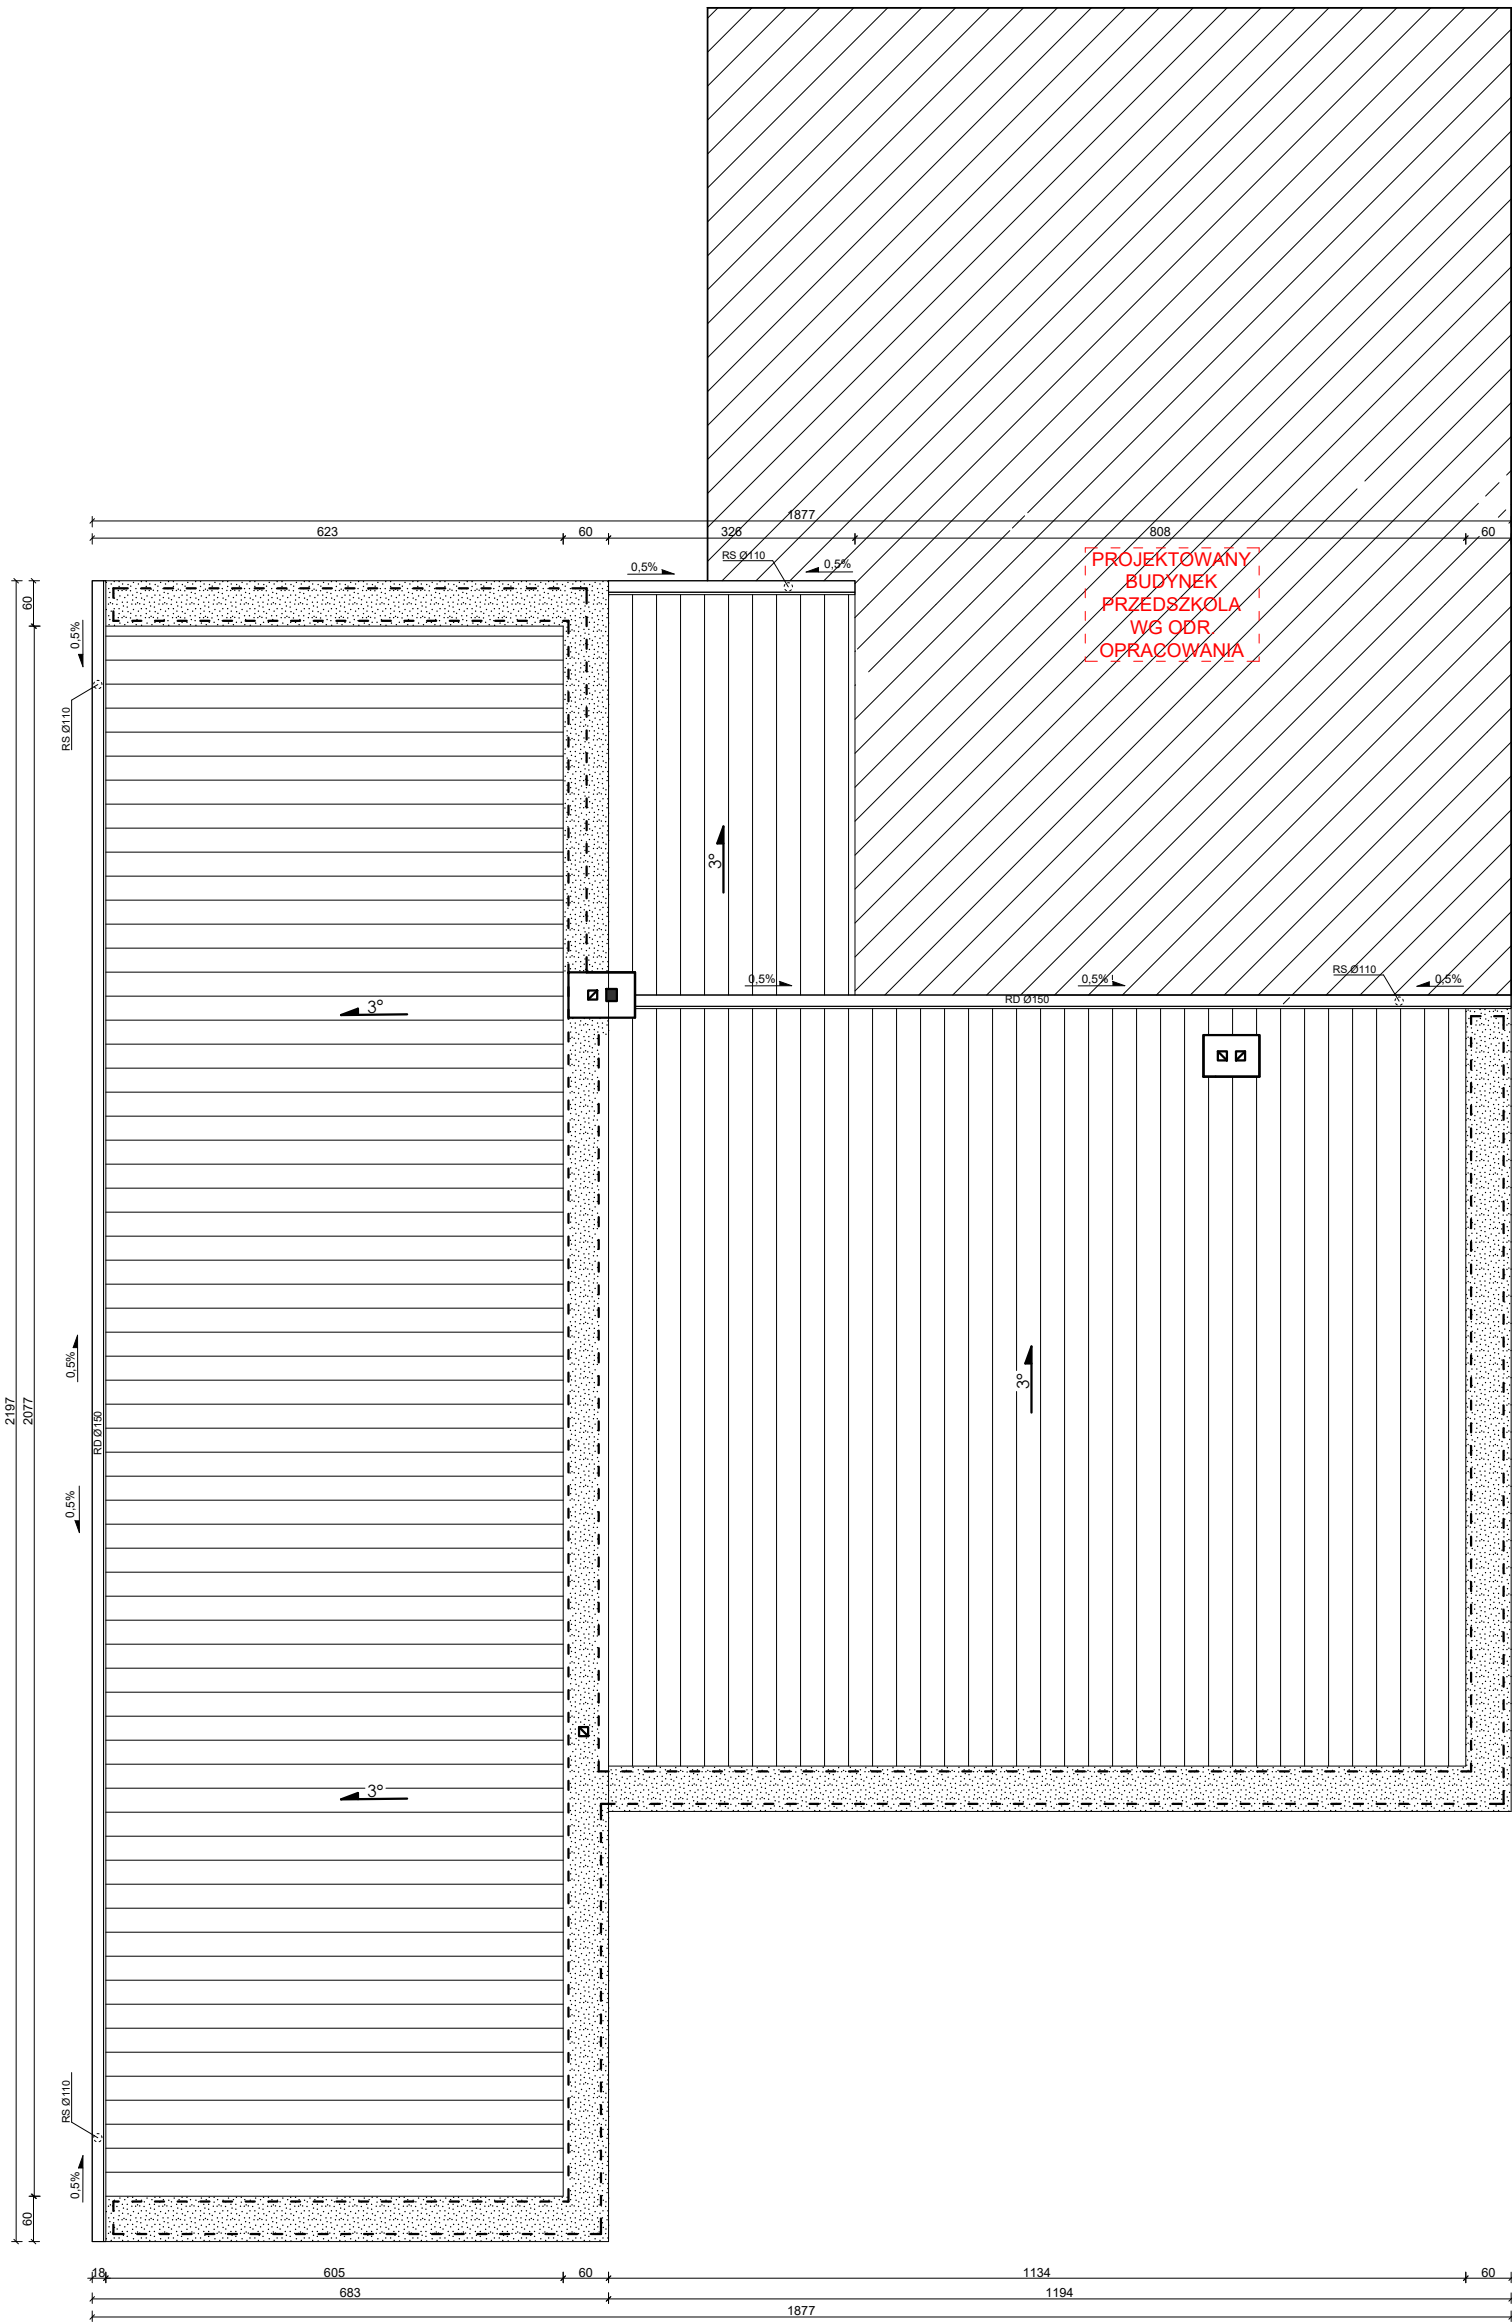 1877
623
60
326
808
60
RS Ø110
0,5%
0,5%
PROJEKTOWANY
BUDYNEK
PRZEDSZKOLA
WG ODR.
OPRACOWANIA
60
0,5%
RS Ø110
3°
0,5%
0,5%
RS Ø110
0,5%
RD Ø150
3°
0,5%
3°
2197
2077
RD Ø150
0,5%
3°
RS Ø110
0,5%
60
18
605
60
1134
60
683
1194
1877